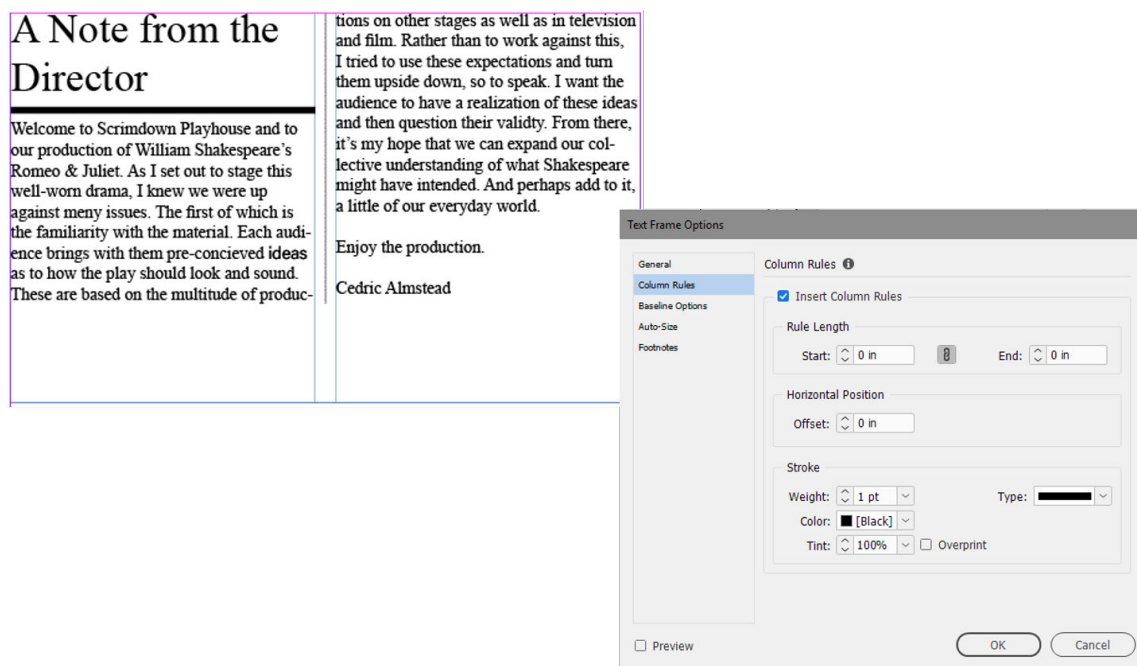 A Note from the
Director
Welcome to Scrimdown Playhouse and to
our production of William Shakespeare's
Romeo & Juliet. As I set out to stage this
well-worn drama, I knew we were up
against meny issues. The first of which is
the familiarity with the material. Each audi-
ence brings with them pre-concieved ideas
as to how the play should look and sound.
These are based on the multitude of produc-
tions on other stages as well as in television
and film. Rather than to work against this,
I tried to use these expectations and turn
them upside down, so to speak. I want the
audience to have a realization of these ideas
and then question their validty. From there,
it's my hope that we can expand our col-
lective understanding of what Shakespeare
might have intended. And perhaps add to it,
a little of our everyday world.
Enjoy the production.
Cedric Almstead
Text Frame Options
General
Column Rules
Baseline Options
Auto-Size
Footnotes
Column Rules
Insert Column Rules
Rule Length
Start: 0 in End: 0 in
Horizontal Position
Offset: 0 in
Stroke
Weight: 1 pt Type:
Color: [Black]
Tint: 100% Overprint
Preview OK Cancel